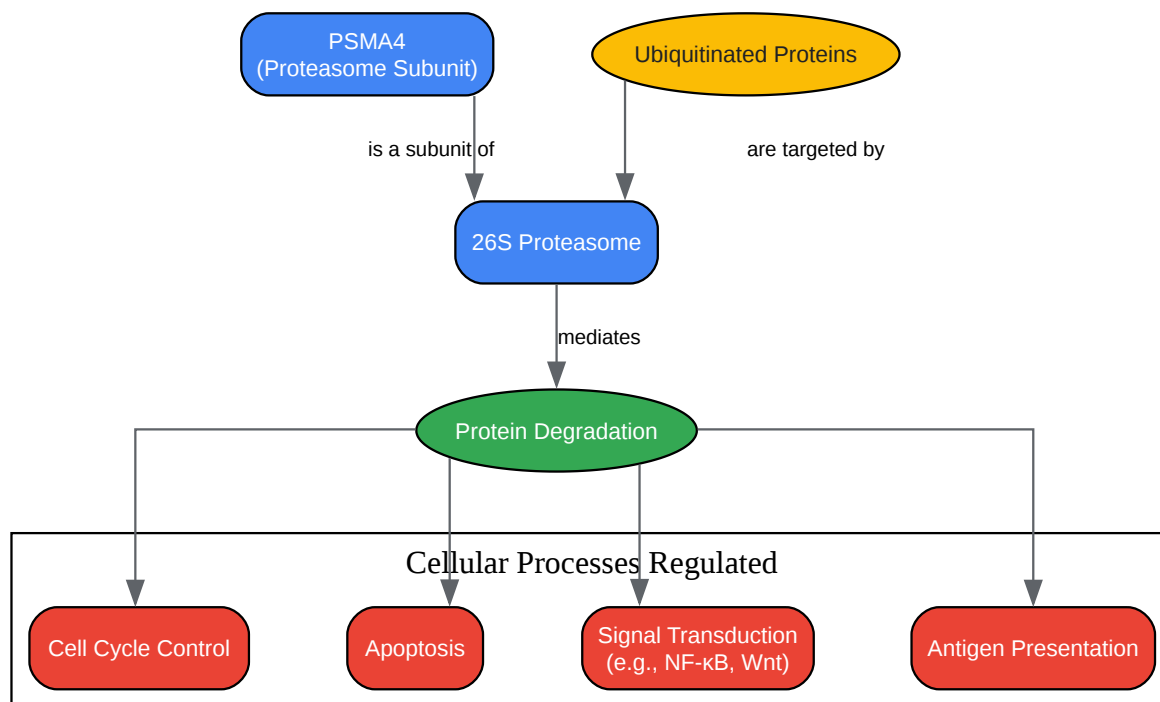 PSMA4
(Proteasome Subunit)
Ubiquitinated Proteins
is a subunit of
are targeted by
26S Proteasome
mediates
Protein Degradation
Cellular Processes Regulated
Cell Cycle Control
Apoptosis
Signal Transduction
(e.g., NF-κB, Wnt)
Antigen Presentation